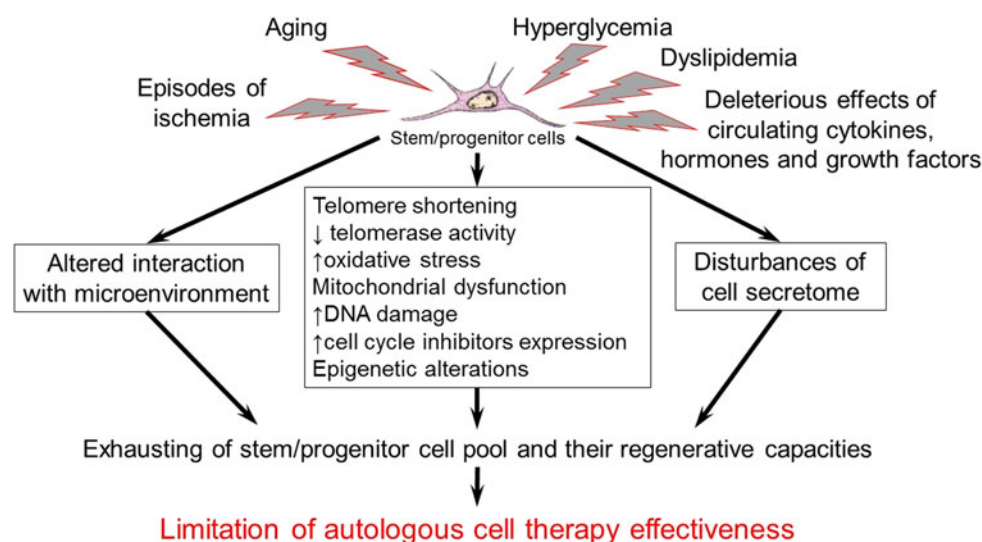 Aging
Hyperglycemia
Dyslipidemia
Episodes of
ischemia
Deleterious effects of
circulating cytokines,
hormones and growth factors
Stem/progenitor cells
Altered interaction
with microenvironment
Telomere shortening
↓ telomerase activity
↑oxidative stress
Mitochondrial dysfunction
↑DNA damage
↑cell cycle inhibitors expression
Epigenetic alterations
Disturbances of
cell secretome
Exhausting of stem/progenitor cell pool and their regenerative capacities
Limitation of autologous cell therapy effectiveness